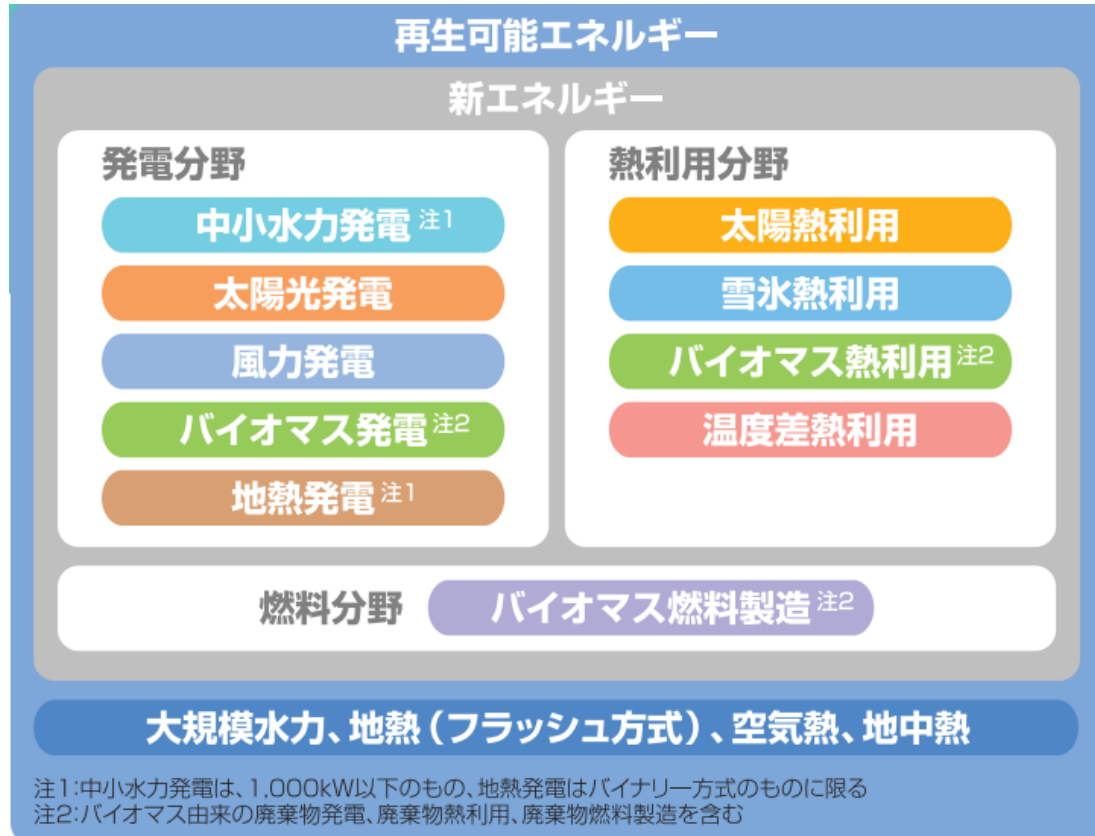 再生可能エネルギー
新エネルギー
発電分野
中小水力発電 注1
太陽光発電
風力発電
バイオマス発電 注2
地熱発電 注1
熱利用分野
太陽熱利用
雪氷熱利用
バイオマス熱利用 注2
温度差熱利用
燃料分野 バイオマス燃料製造 注2
大規模水力、地熱(フラッシュ方式)、空気熱、地中熱
注1:中小水力発電は、1,000kW以下のもの、地熱発電はバイナリー方式のものに限る
注2:バイオマス由来の廃棄物発電、廃棄物熱利用、廃棄物燃料製造を含む